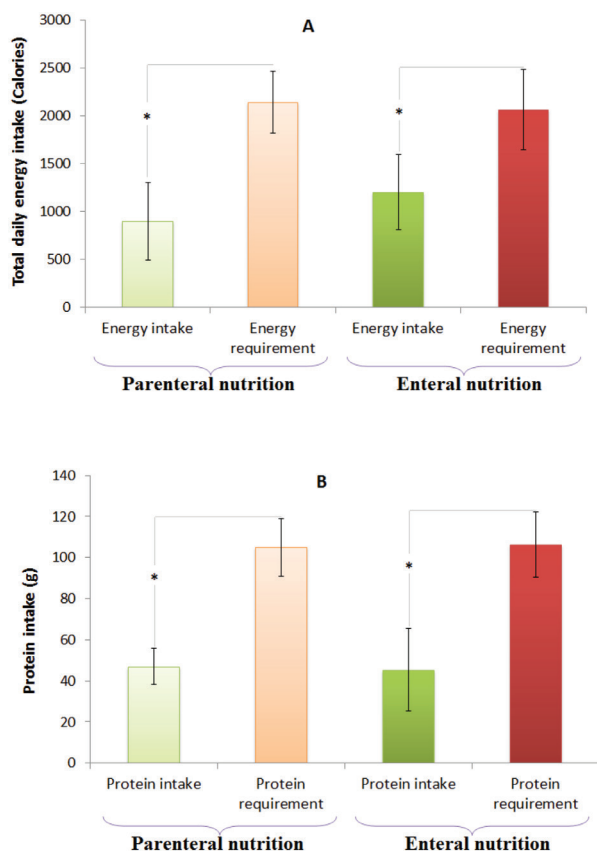 A
Total daily energy intake (Calories)
3000
2500
2000
1500
1000
500
0
*
*
Energy intake
Energy
requirement
Energy intake
Energy
requirement
Parenteral nutrition
Enteral nutrition
B
Protein intake (g)
140
120
100
80
60
40
20
0
*
*
Protein intake
Protein
requirement
Protein intake
Protein
requirement
Parenteral nutrition
Enteral nutrition